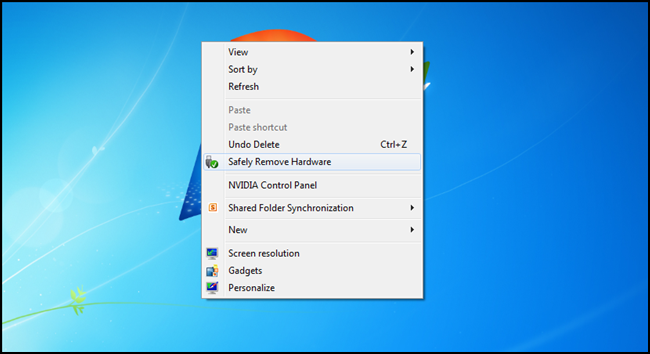 View
Sort by
Refresh
Paste
Paste shortcut
Undo Delete Ctrl+Z
Safely Remove Hardware
NVIDIA Control Panel
Shared Folder Synchronization
New
Screen resolution
Gadgets
Personalize